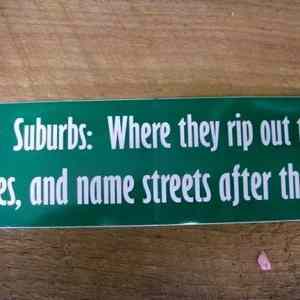 Suburbs: Where they rip out t
es, and name streets after th